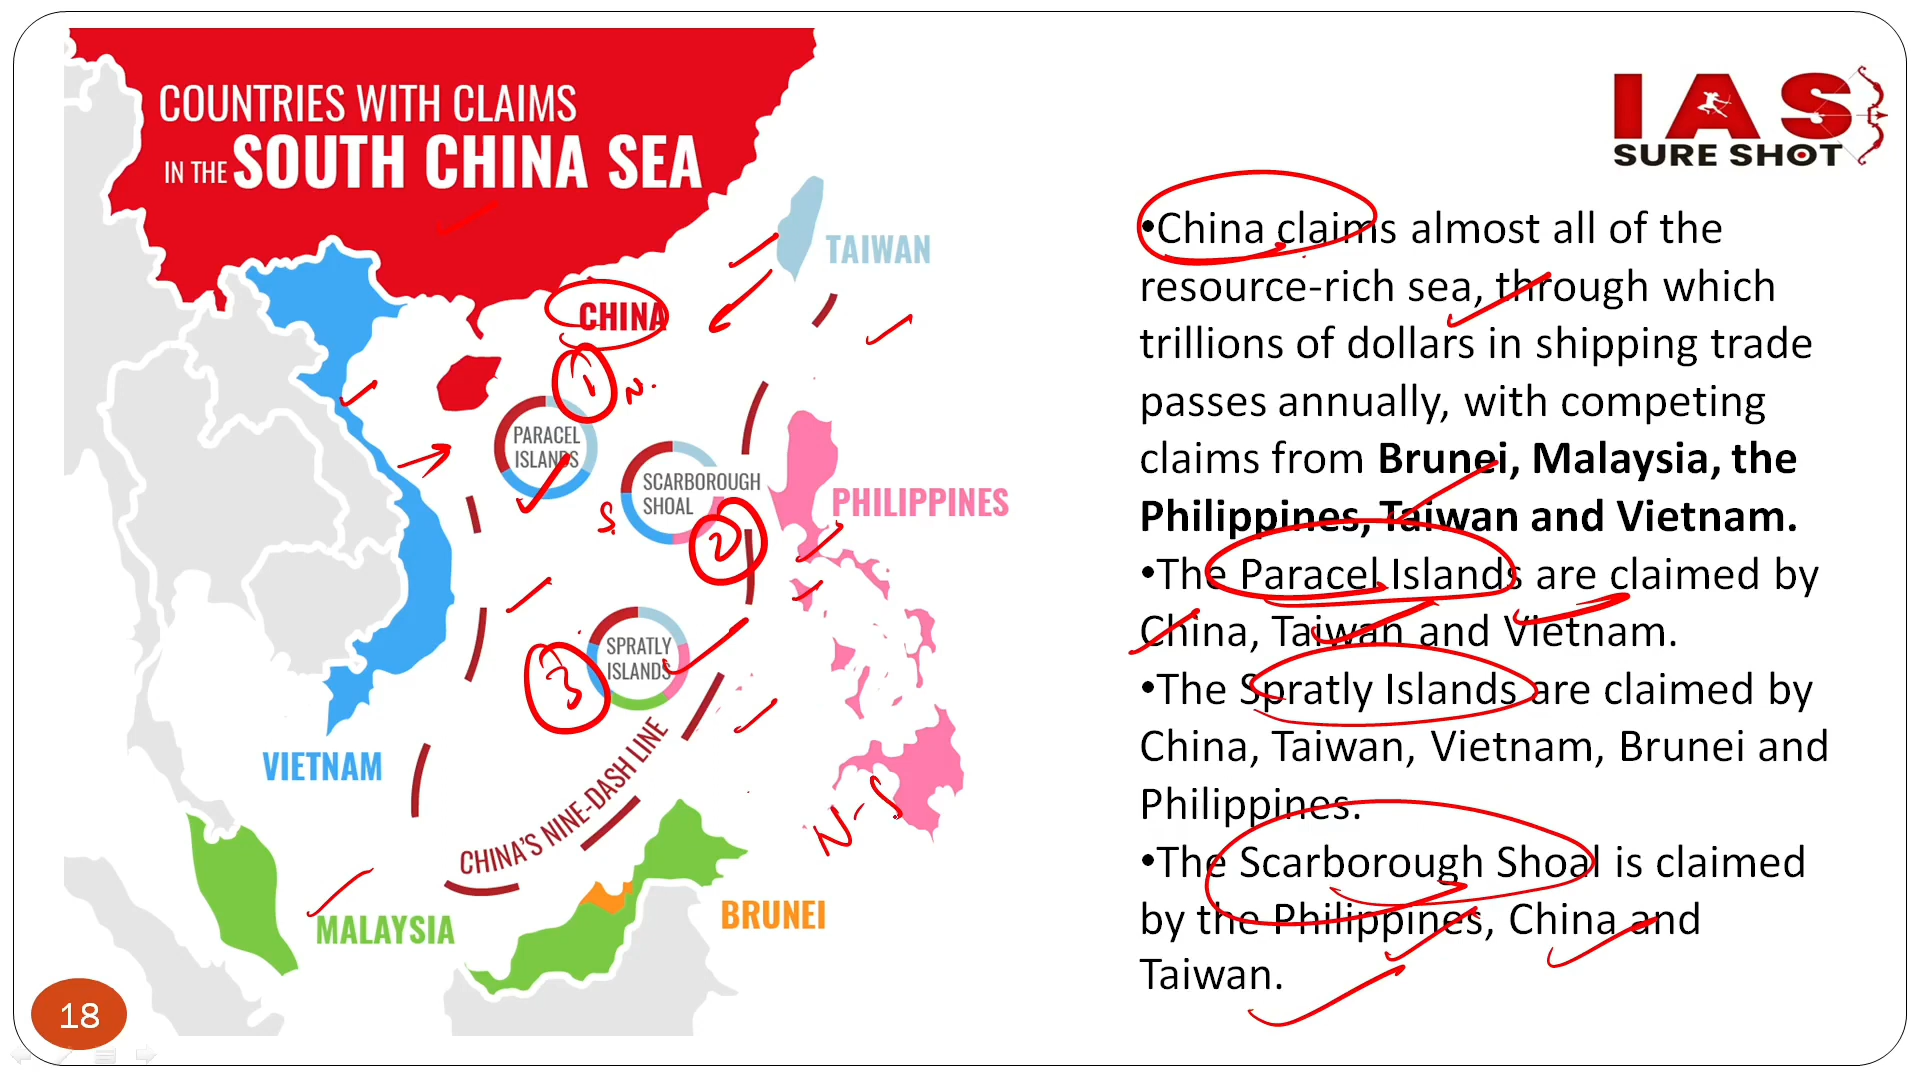 COUNTRIES WITH CLAIMS
IN THE SOUTH CHINA SEA
TAIWAN
CHINA
1
N.
PARACEL
ISLANDS
SCARBOROUGH
SHOAL
S.
2
PHILIPPINES
SPRATLY
ISLANDS
3
VIETNAM
CHINA'S NINE-DASH LINE
N-S
MALAYSIA
BRUNEI
18
IAS
SURE SHOT
•China claims almost all of the
resource-rich sea, through which
trillions of dollars in shipping trade
passes annually, with competing
claims from Brunei, Malaysia, the
Philippines, Taiwan and Vietnam.
•The Paracel Islands are claimed by
China, Taiwan and Vietnam.
•The Spratly Islands are claimed by
China, Taiwan, Vietnam, Brunei and
Philippines.
•The Scarborough Shoal is claimed
by the Philippines, China and
Taiwan.